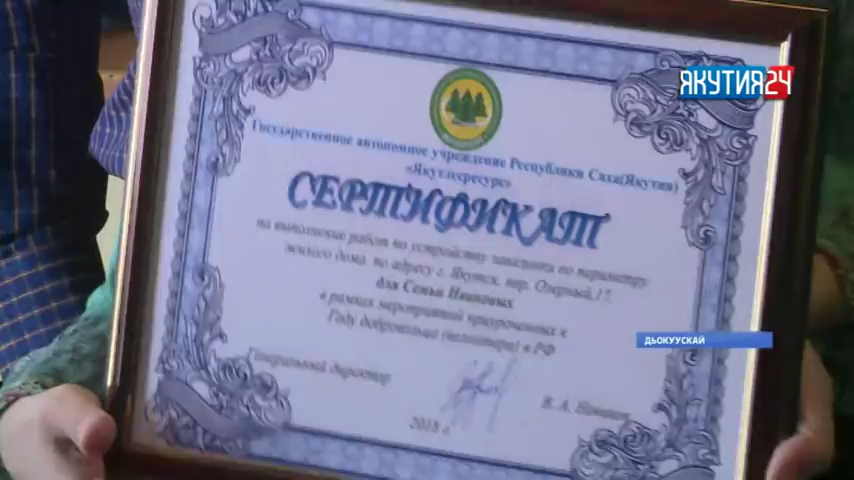 ЯКУТИЯ24
Государственное автономное учреждение Республики Саха(Якутия)
«Якутлесресурс»
СЕРТИФИКАТ
на выполнение работ по устройству завалинки по периметру
жилого дома по адресу г. Якутск, пер. Озерный,17.
для Семьи Ивановых
в рамках мероприятий приуроченных к
Году добровольца (волонтера) в РФ
ДЬОКУУСКАЙ
Генеральный директор
В. А.
2018 г.